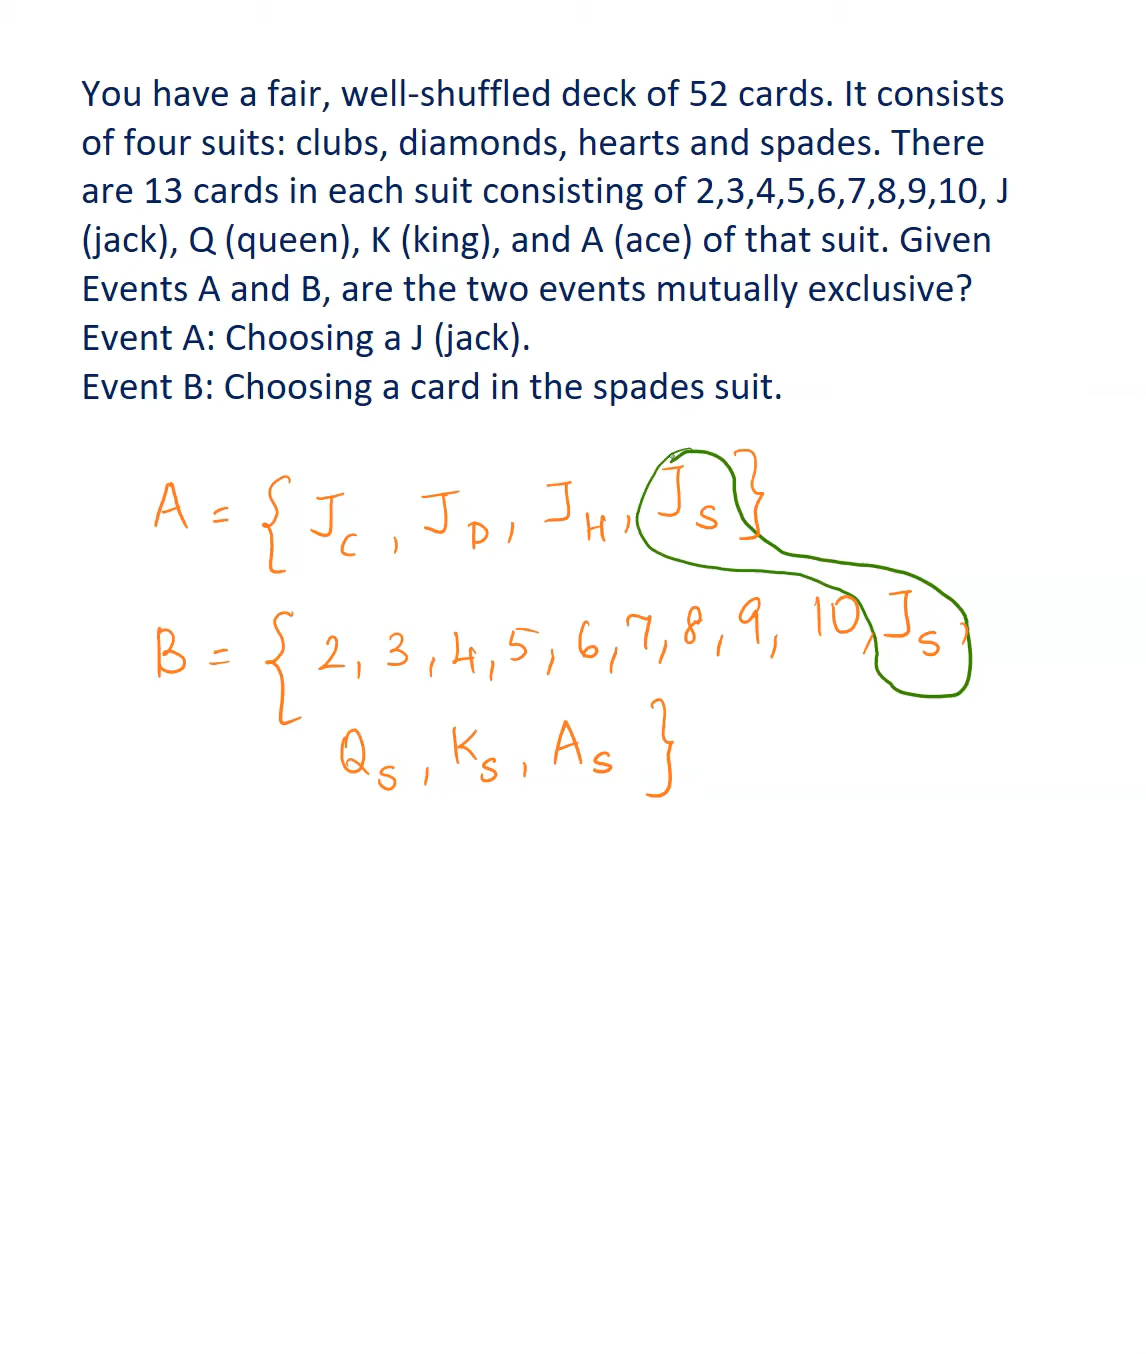 You have a fair, well-shuffled deck of 52 cards. It consists
of four suits: clubs, diamonds, hearts and spades. There
are 13 cards in each suit consisting of 2,3,4,5,6,7,8,9,10, J
(jack), Q (queen), K (king), and A (ace) of that suit. Given
Events A and B, are the two events mutually exclusive?
Event A: Choosing a J (jack).
Event B: Choosing a card in the spades suit.
A = { J_C , J_D , J_H , J_S }
B = { 2, 3, 4, 5, 6, 7, 8, 9, 10, J_S,
Q_S , K_S , A_S }